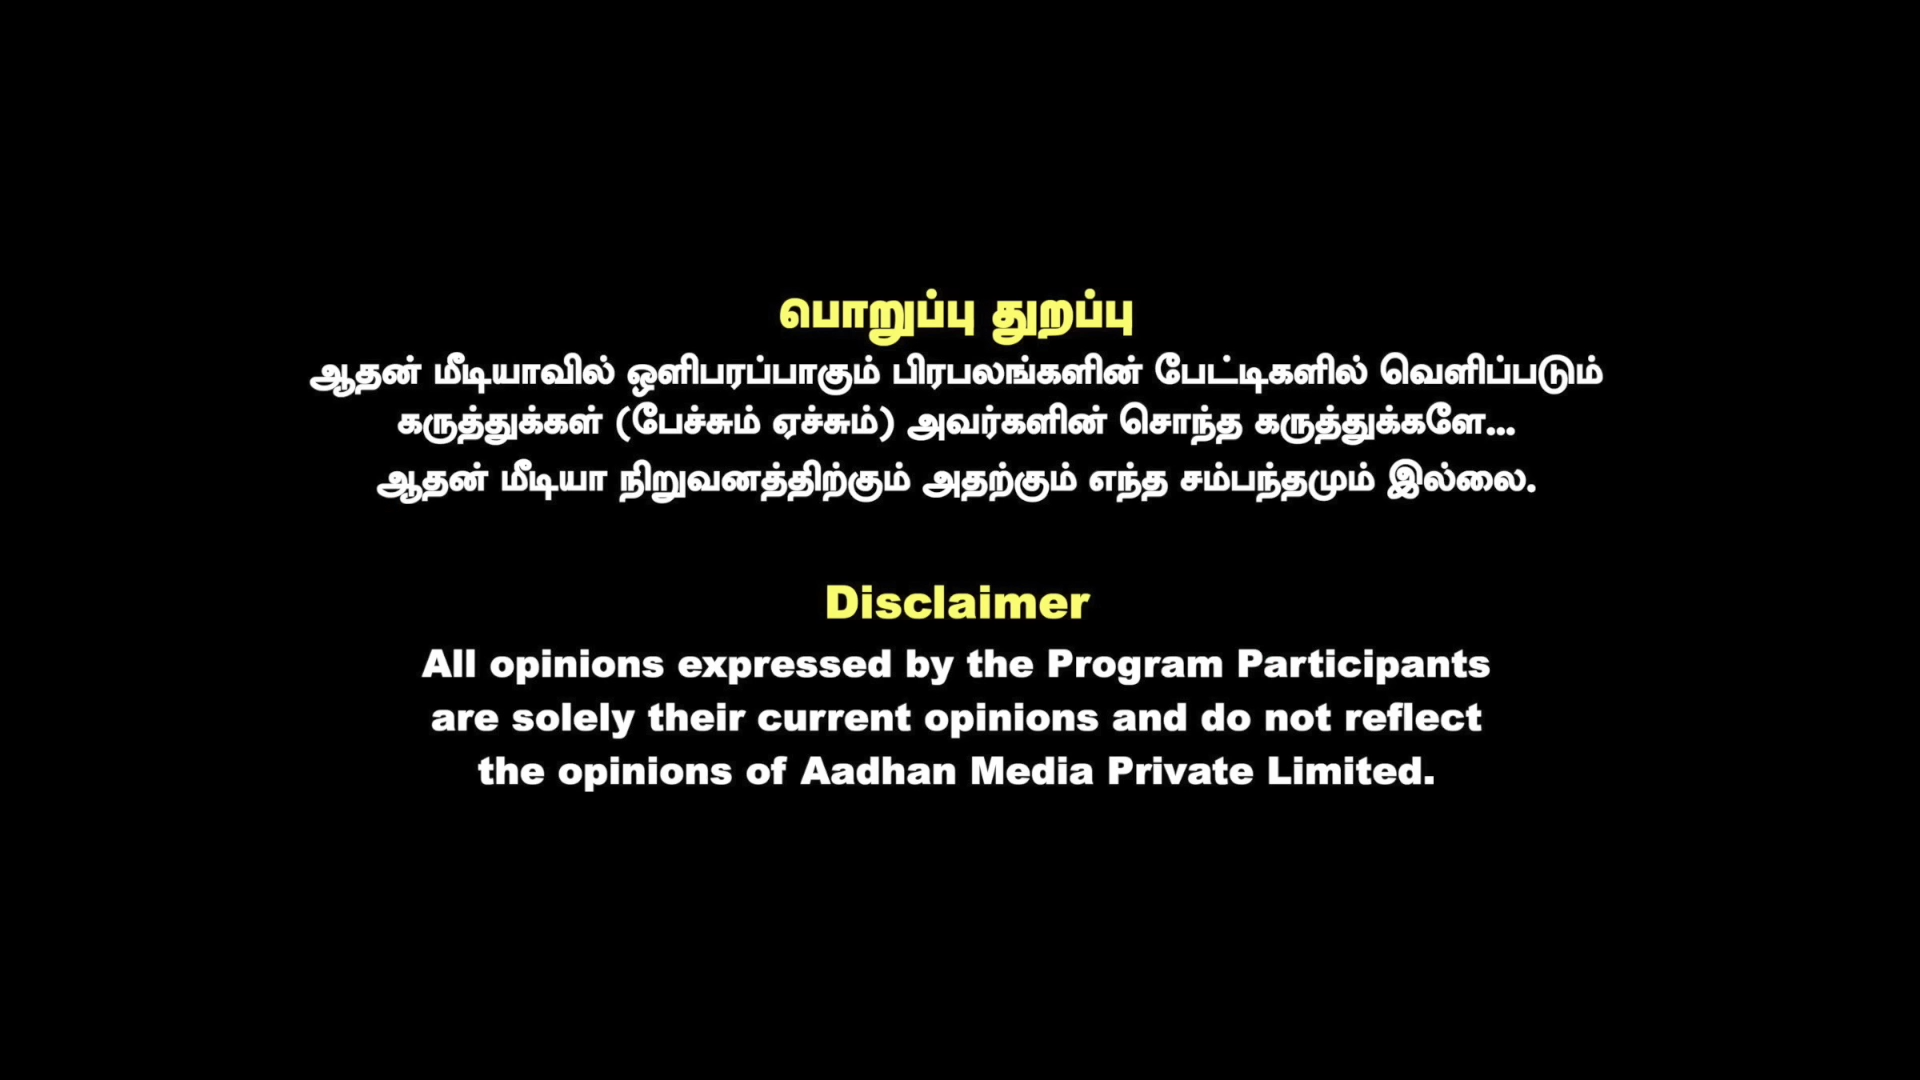 பொறுப்பு துறப்பு
ஆதன் மீடியாவில் ஒளிபரப்பாகும் பிரபலங்களின் பேட்டிகளில் வெளிப்படும்
கருத்துக்கள் (பேச்சும் ஏச்சும்) அவர்களின் சொந்த கருத்துக்களே...
ஆதன் மீடியா நிறுவனத்திற்கும் அதற்கும் எந்த சம்பந்தமும் இல்லை.
Disclaimer
All opinions expressed by the Program Participants
are solely their current opinions and do not reflect
the opinions of Aadhan Media Private Limited.